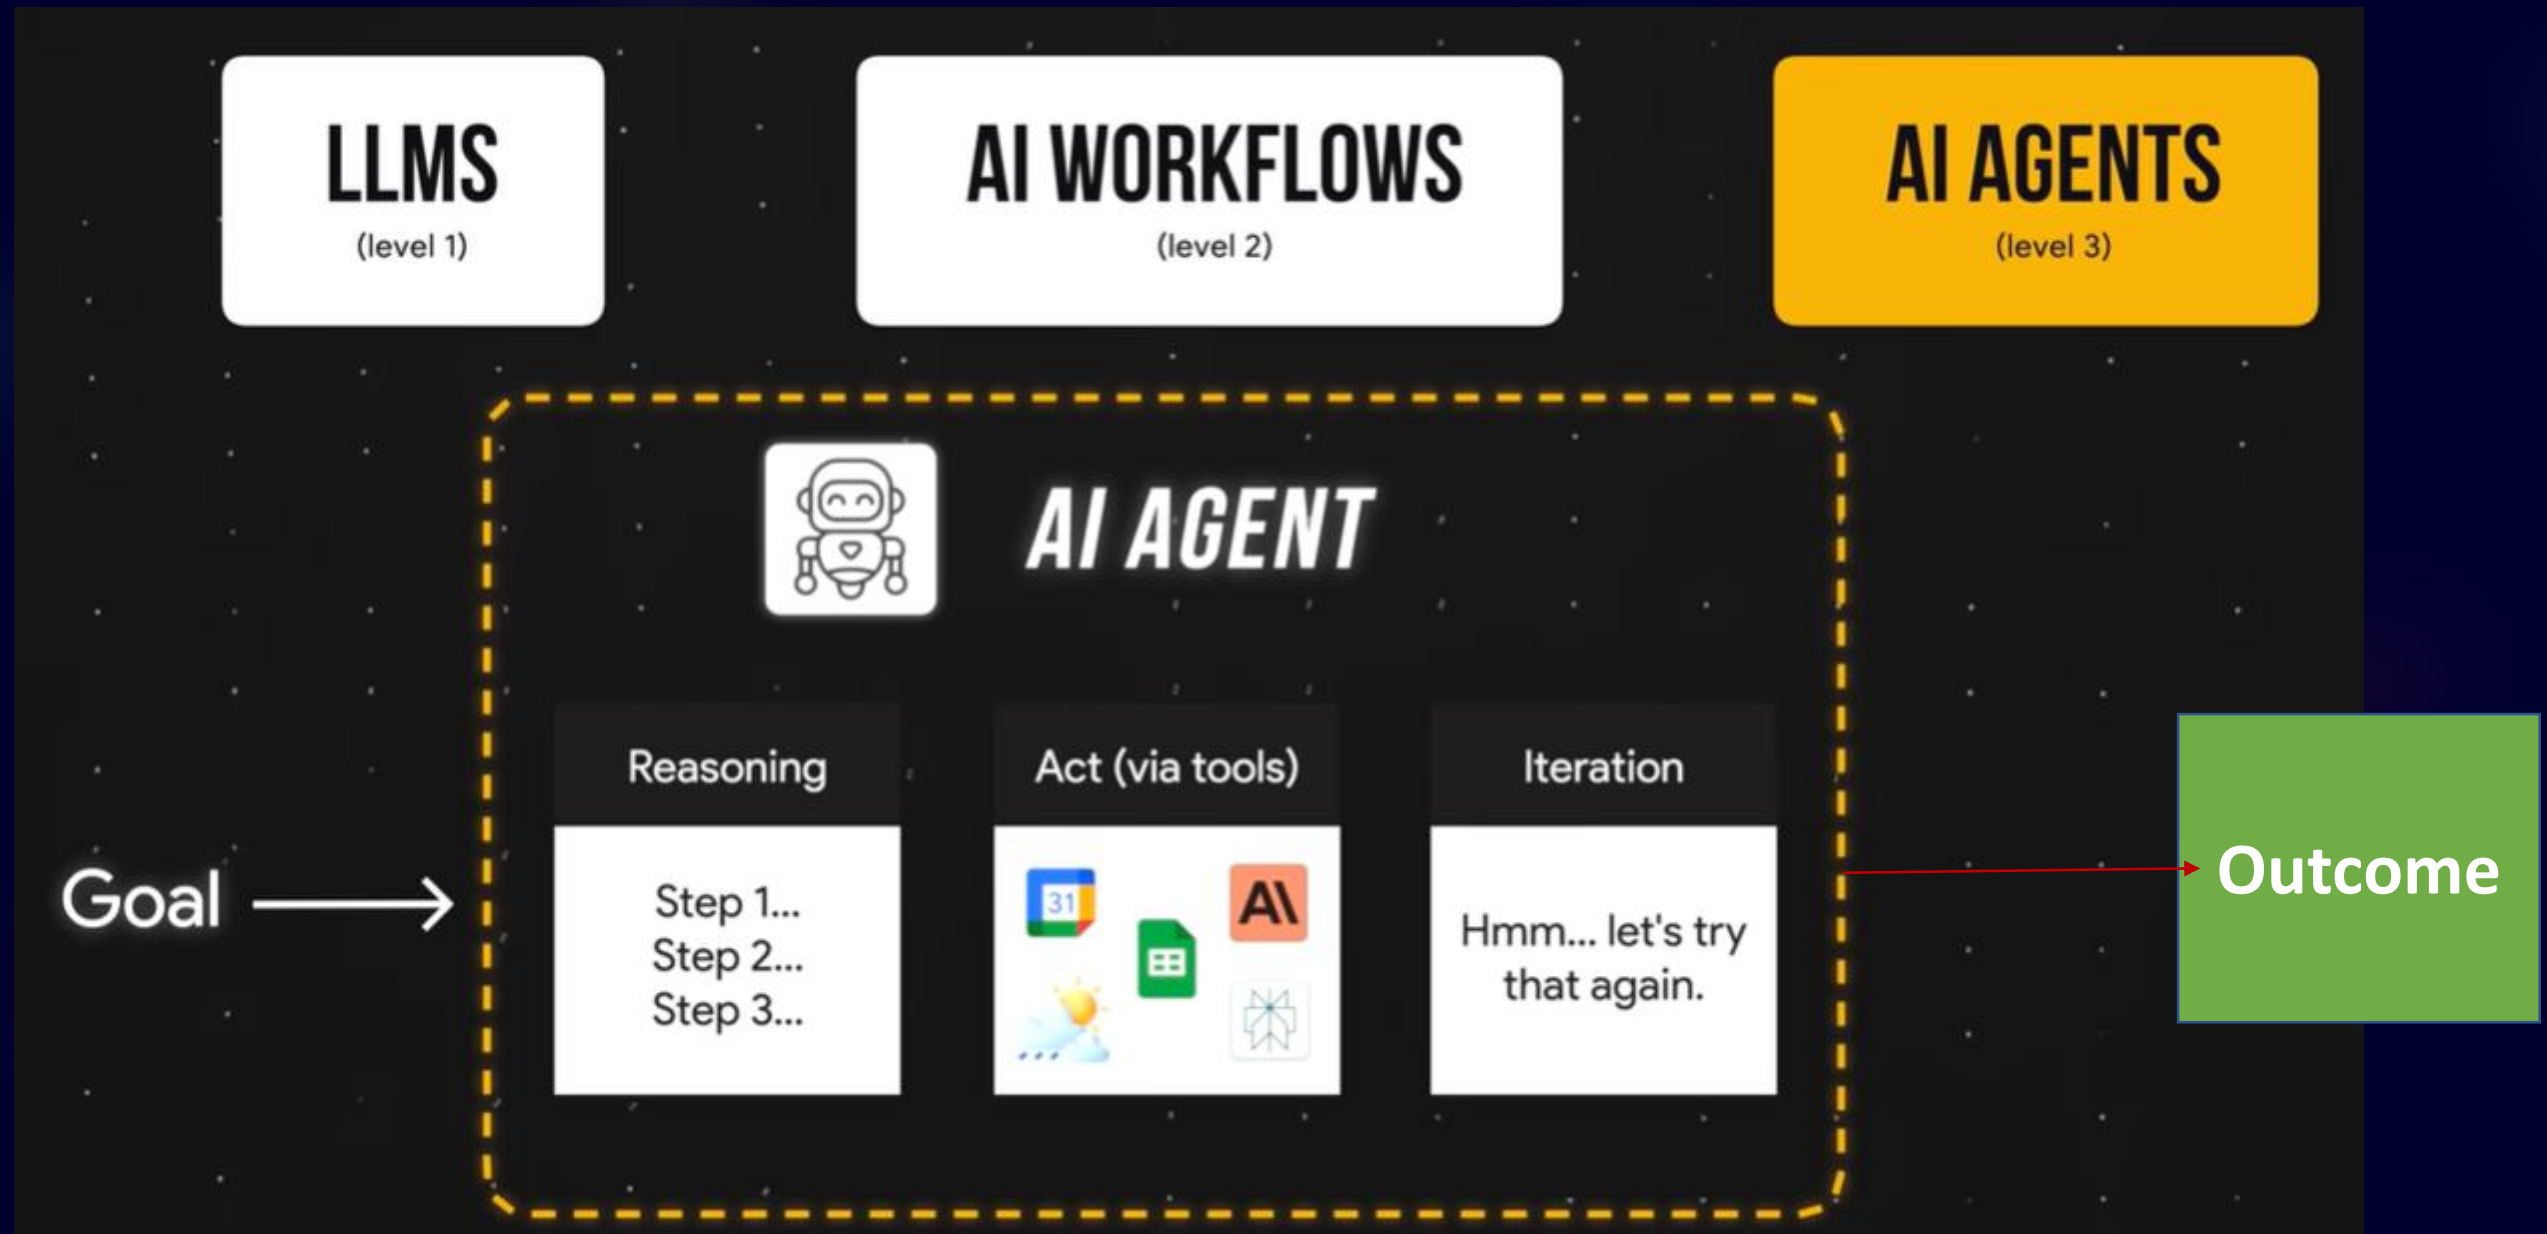 LLMS
(level 1)
AI WORKFLOWS
(level 2)
AI AGENTS
(level 3)
AI AGENT
Reasoning
Act (via tools)
Iteration
Goal
Step 1...
Step 2...
Step 3...
31
A\
Hmm... let's try
that again.
Outcome